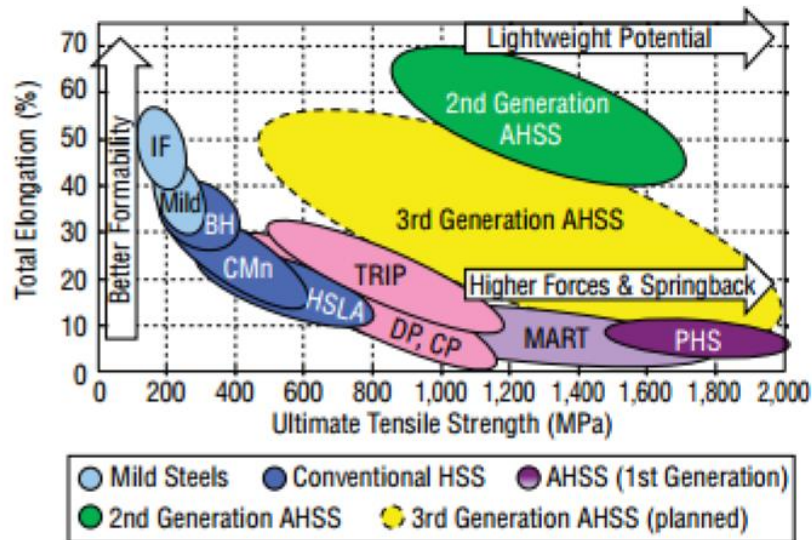 70
60
50
40
30
20
10
0
Total Elongation (%)
Better Formability
Lightweight Potential
2nd Generation
AHSS
IF
Mild
BH
3rd Generation AHSS
CMn
TRIP
Higher Forces & Springback
HSLA
DP, CP
MART
PHS
0 200 400 600 800 1,000 1,200 1,400 1,600 1,800 2,000
Ultimate Tensile Strength (MPa)
Mild Steels Conventional HSS AHSS (1st Generation)
2nd Generation AHSS 3rd Generation AHSS (planned)